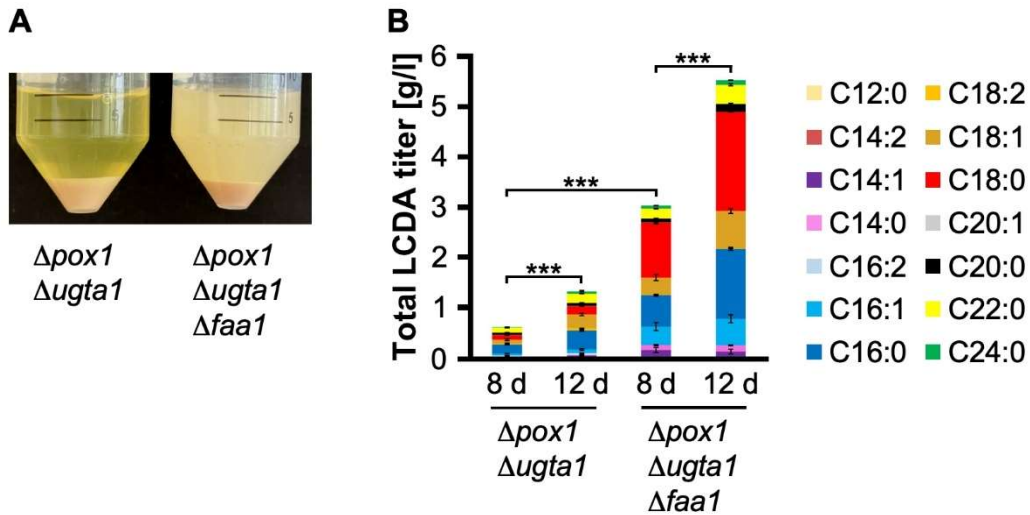 A
5
5
Δpox1
Δugta1
Δpox1
Δugta1
Δfaa1
B
Total LCDA titer [g/l]
6
5
4
3
2
1
0
***
***
***
8 d 12 d 8 d 12 d
Δpox1
Δugta1
Δpox1
Δugta1
Δfaa1
C12:0 C18:2
C14:2 C18:1
C14:1 C18:0
C14:0 C20:1
C16:2 C20:0
C16:1 C22:0
C16:0 C24:0